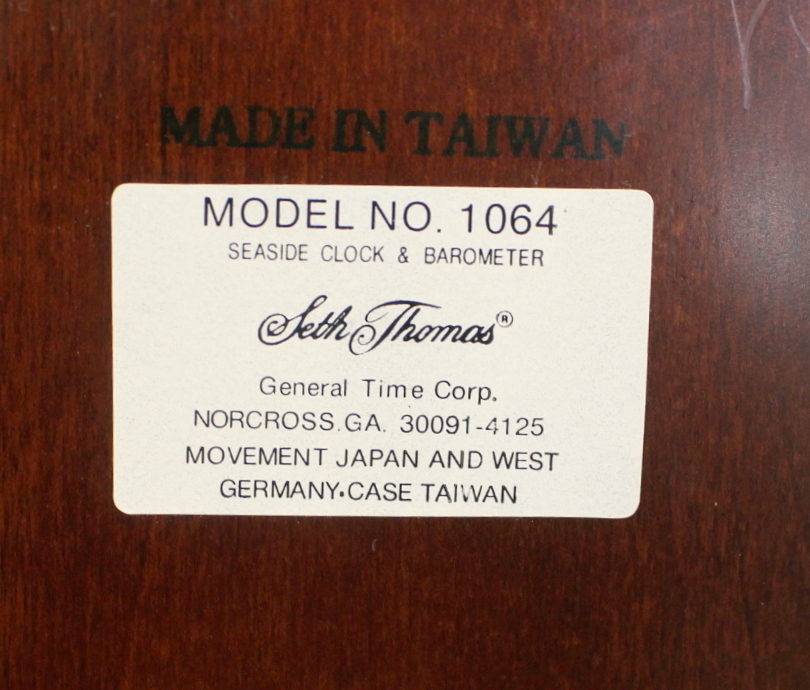 MADE IN TAIWAN
MODEL NO. 1064
SEASIDE CLOCK & BAROMETER
Seth Thomas®
General Time Corp.
NORCROSS.GA. 30091-4125
MOVEMENT JAPAN AND WEST
GERMANY•CASE TAIWAN